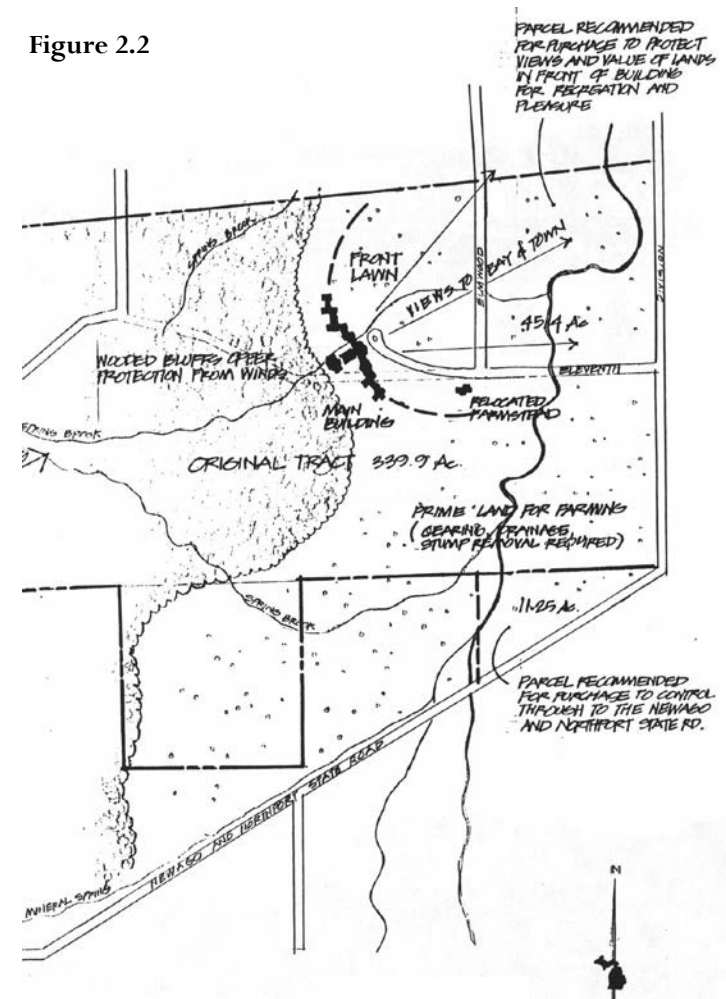 Figure 2.2
PARCEL RECOMMENDED
FOR PURCHASE TO PROTECT
VIEWS AND VALUE OF LANDS
IN FRONT OF BUILDING
FOR RECREATION AND
PLEASURE
SPRING BROOK
FRONT
LAWN
VIEWS TO BAY & TOWN
ELMWOOD
DIVISION
45.4 Ac
WOODED BLUFFS OFFER
PROTECTION FROM WINDS
ELEVENTH
MAIN
BUILDING
RELOCATED
FARMSTEAD
BROOK
ORIGINAL TRACT 339.9 Ac.
PRIME LAND FOR FARMING
(CLEARING, DRAINAGE,
STUMP REMOVAL REQUIRED)
SPRING BROOK
11.25 Ac.
PARCEL RECOMMENDED
FOR PURCHASE TO CONTROL
THROUGH TO THE NEWAGO
AND NORTHPORT STATE RD.
NEWAGO AND NORTHPORT STATE ROAD
MINERAL SPRING
N